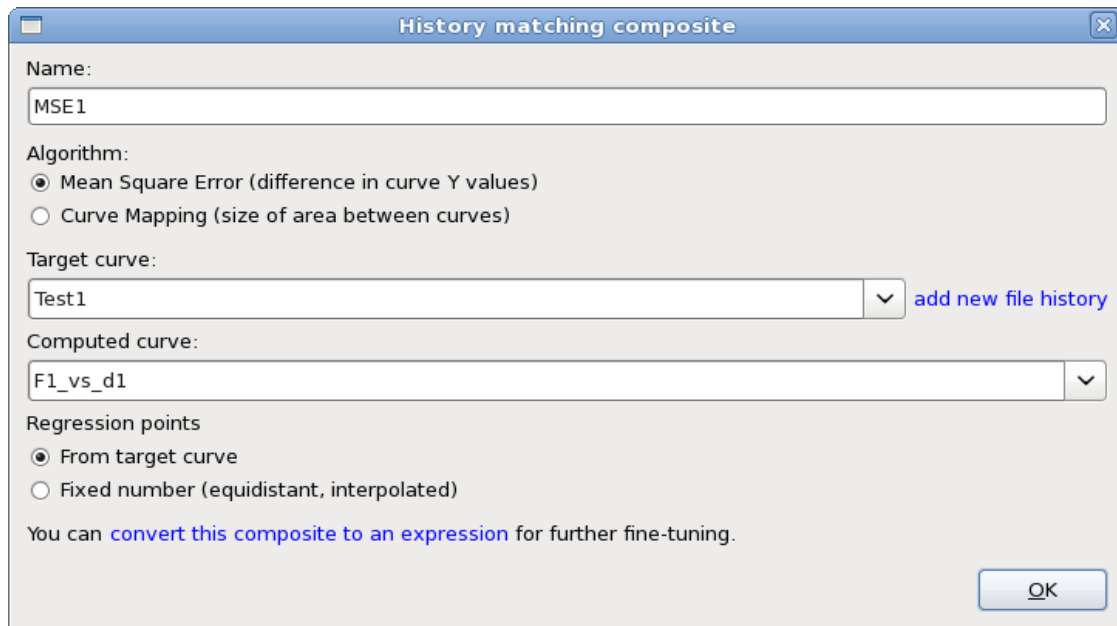 History matching composite
Name:
MSE1
Algorithm:
Mean Square Error (difference in curve Y values)
Curve Mapping (size of area between curves)
Target curve:
Test1 add new file history
Computed curve:
F1_vs_d1
Regression points
From target curve
Fixed number (equidistant, interpolated)
You can convert this composite to an expression for further fine-tuning.
OK